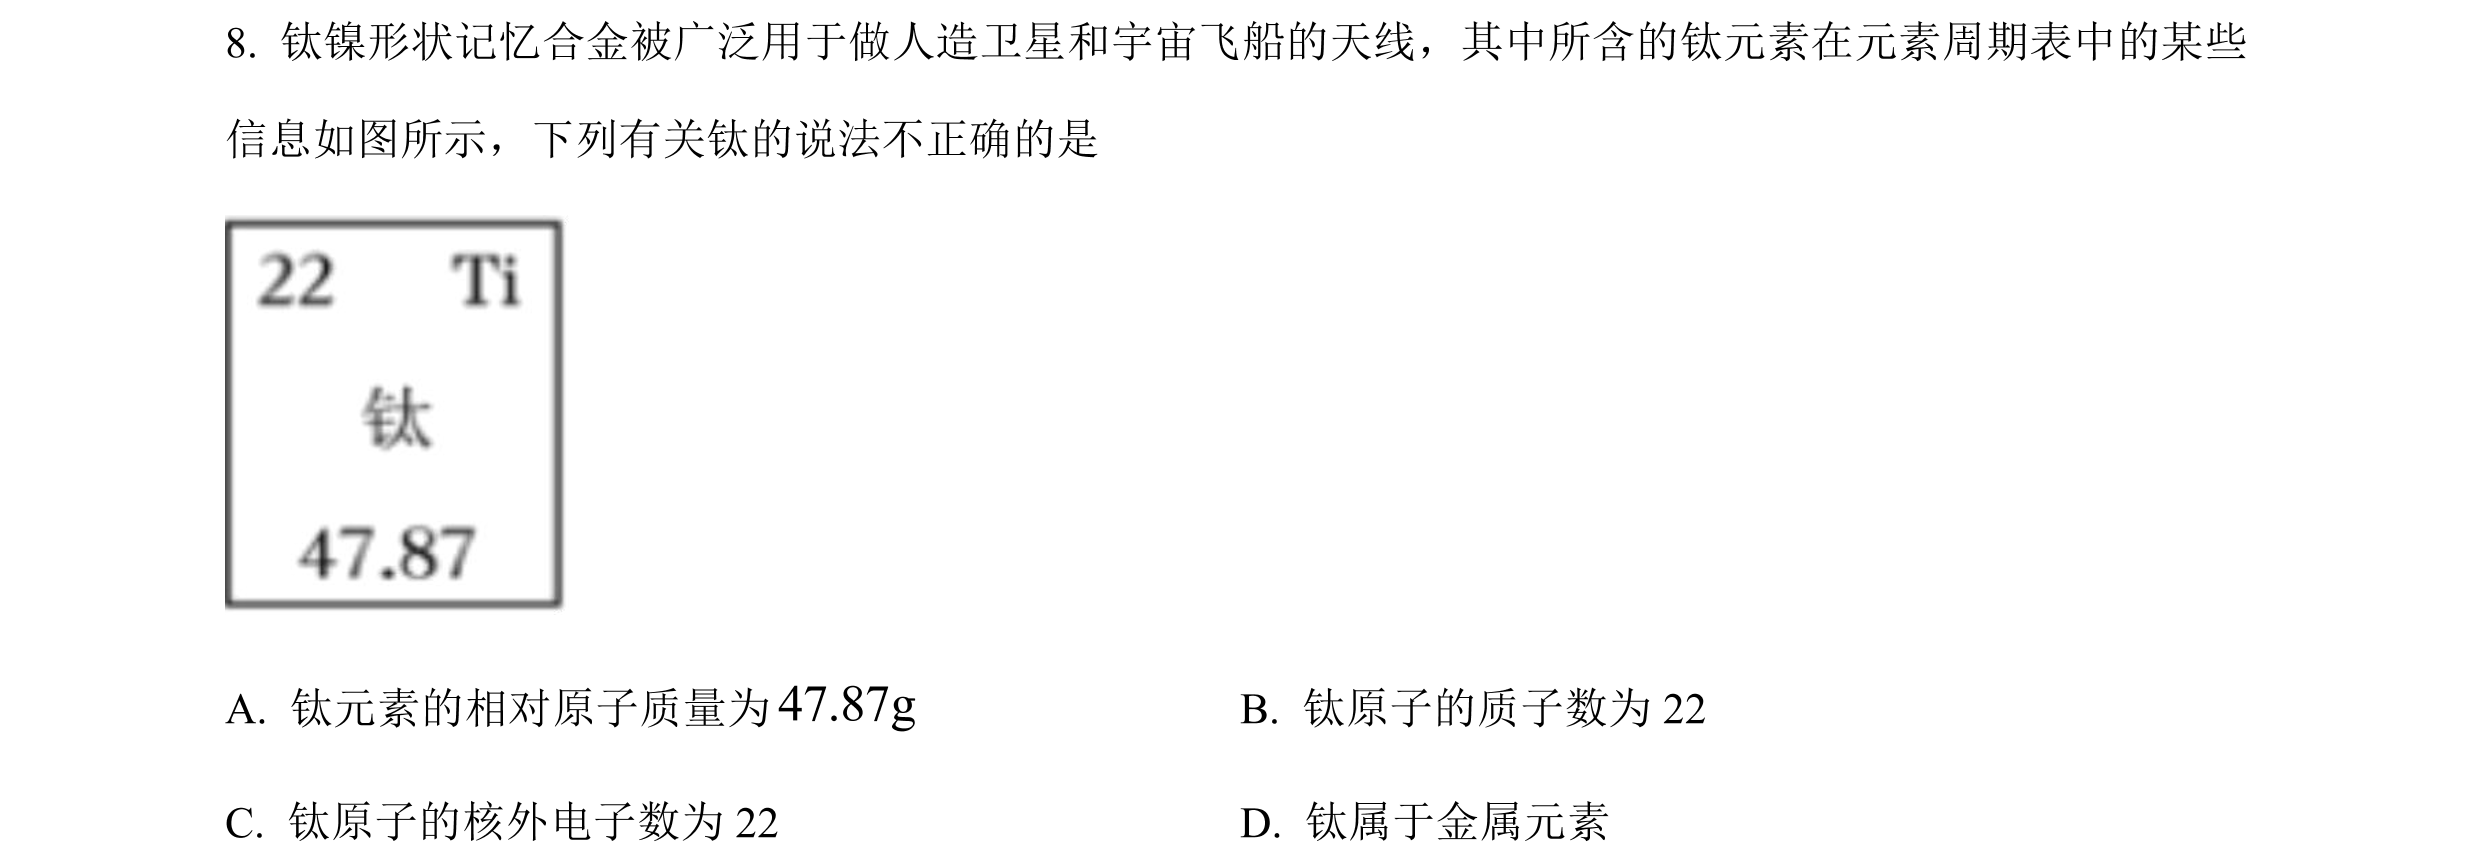 8. 钛镍形状记忆合金被广泛用于做人造卫星和宇宙飞船的天线，其中所含的钛元素在元素周期表中的某些
信息如图所示，下列有关钛的说法不正确的是
22 Ti
钛
47.87
A. 钛元素的相对原子质量为47.87g B. 钛原子的质子数为 22
C. 钛原子的核外电子数为 22 D. 钛属于金属元素